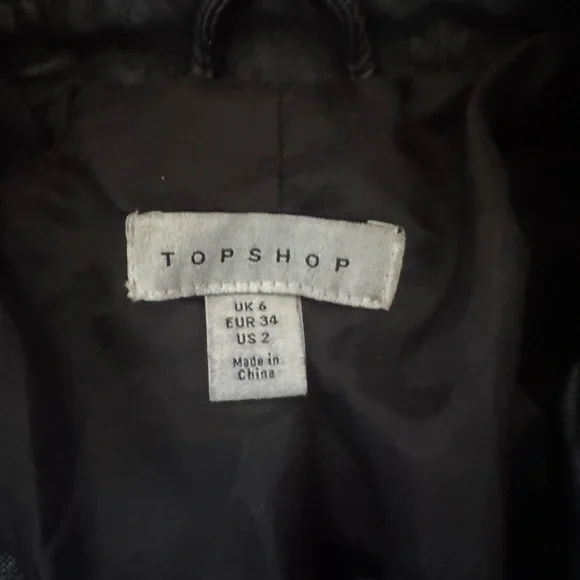 TOPSHOP
UK 6
EUR 34
US 2
Made in
China